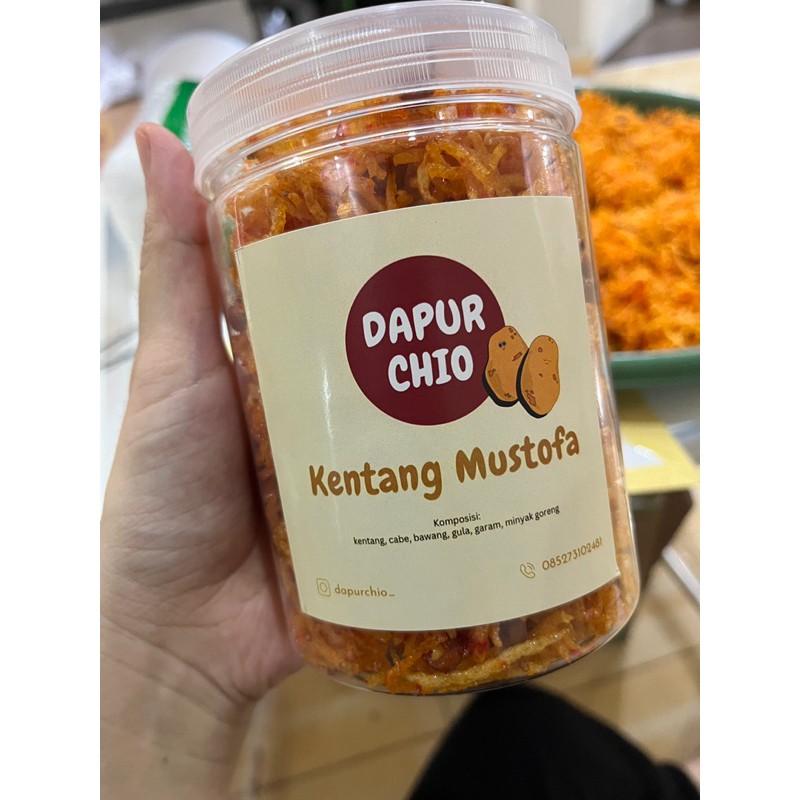 DAPUR
CHIO
Kentang Mustofa
Komposisi:
kentang, cabe, bawang, gula, garam, minyak goreng
085273102481
dapurchio_